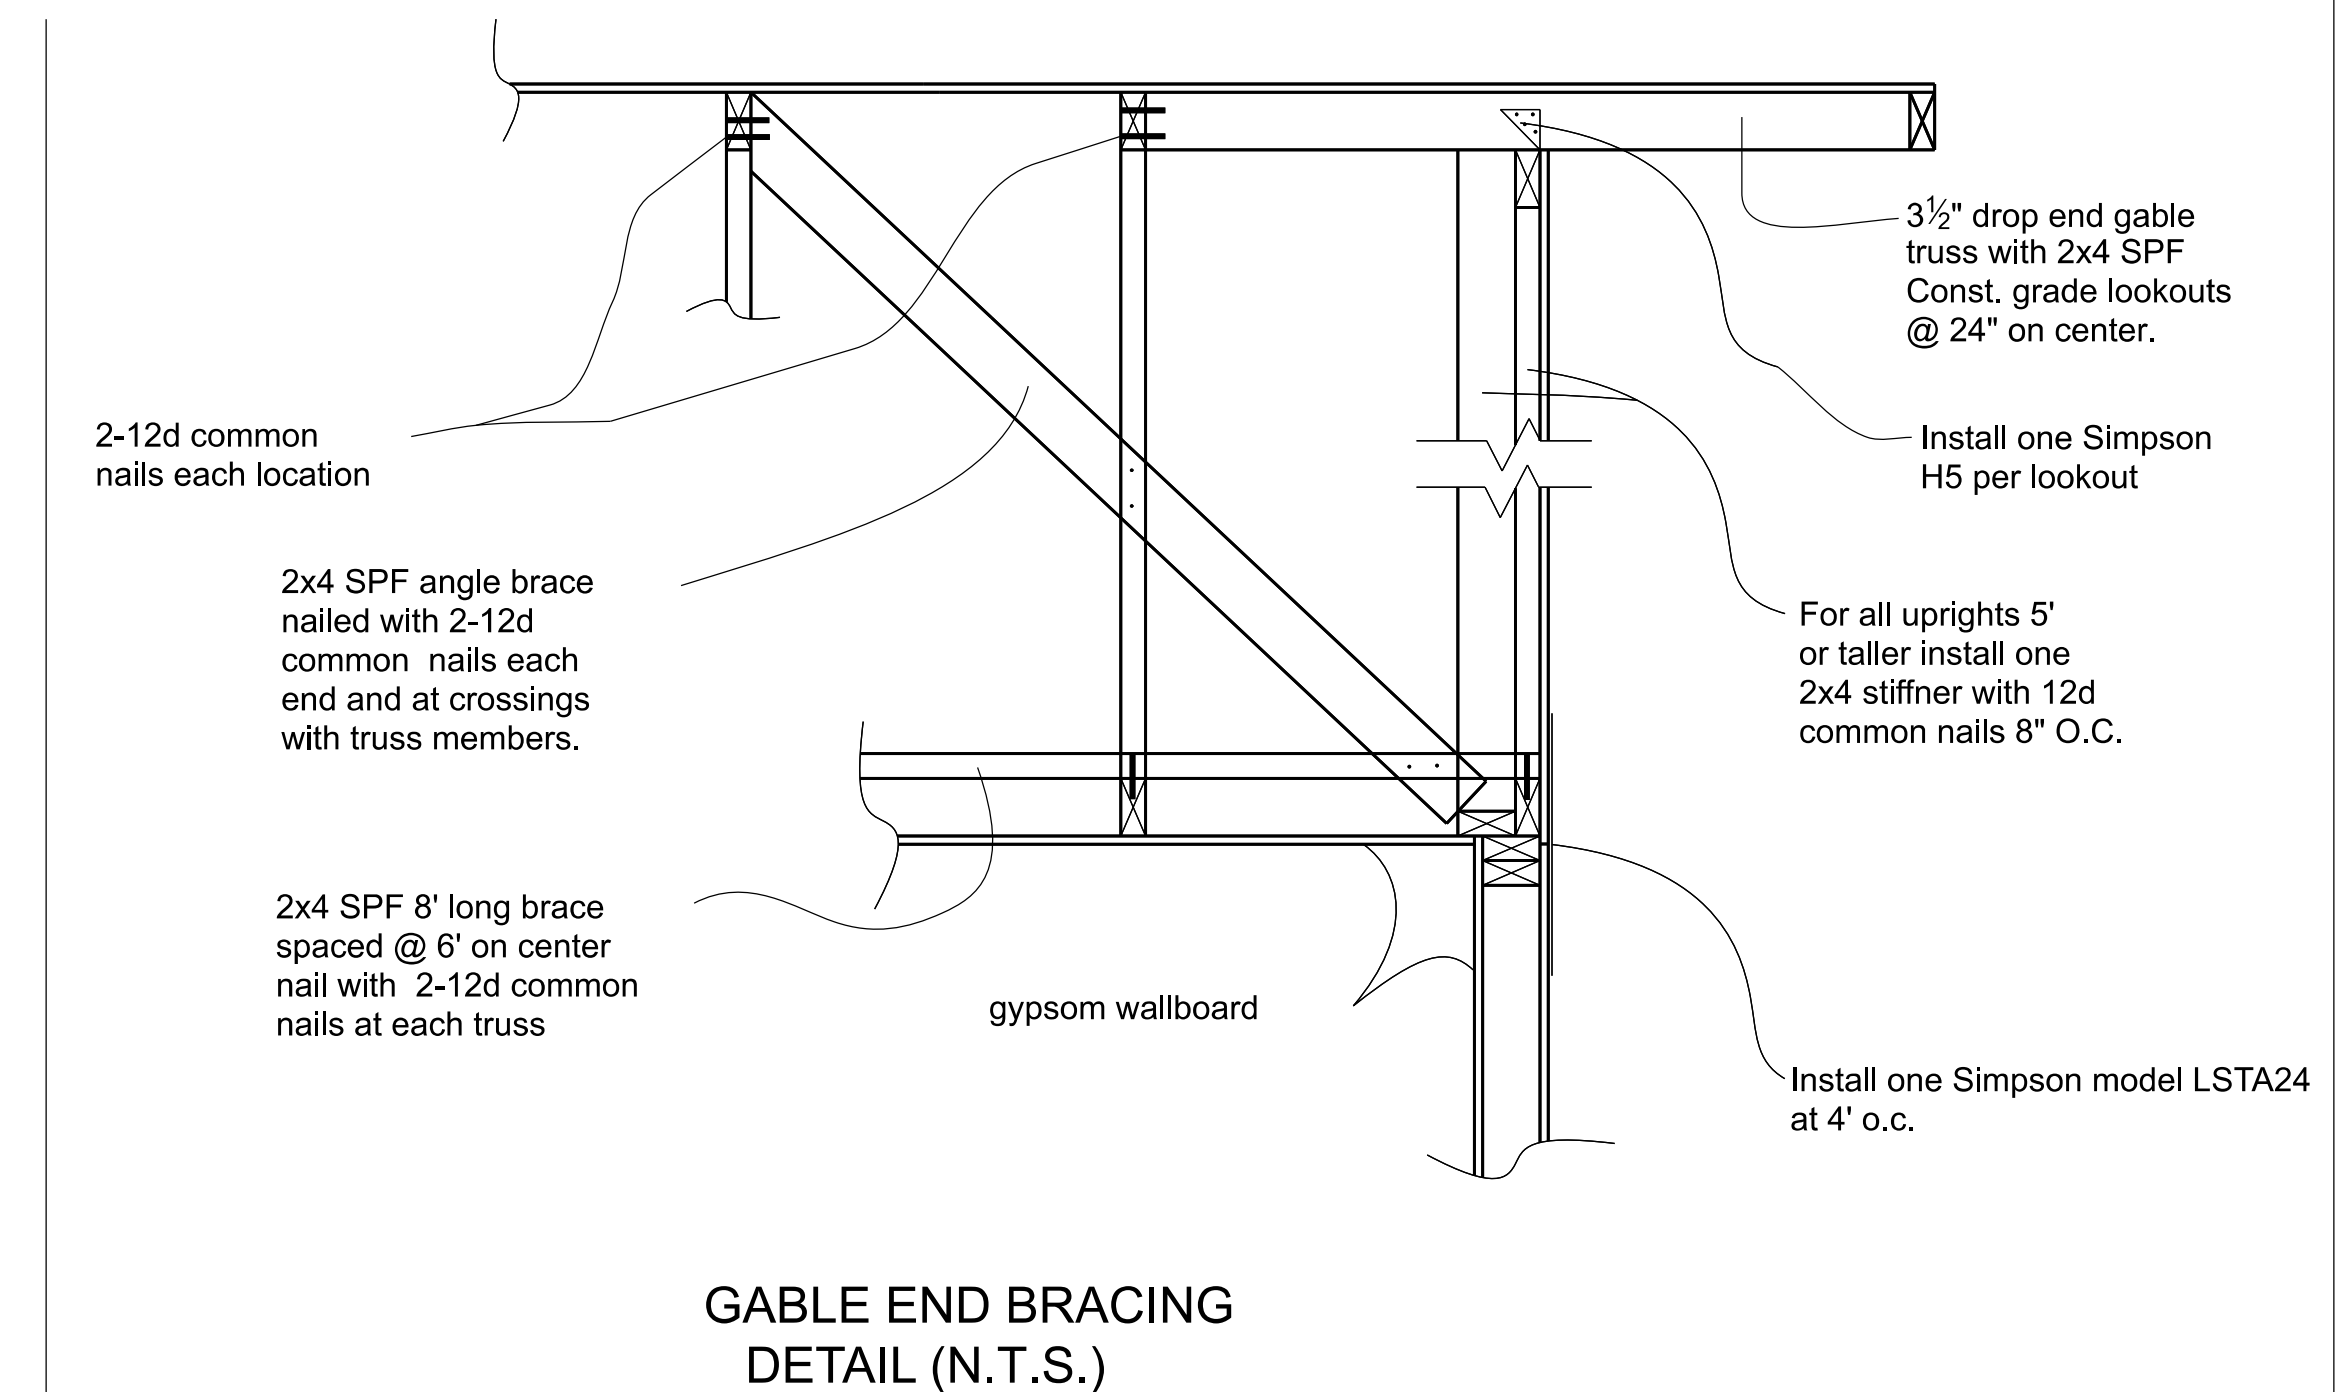 3½" drop end gable
truss with 2x4 SPF
Const. grade lookouts
@ 24" on center.
2-12d common
nails each location
Install one Simpson
H5 per lookout
2x4 SPF angle brace
nailed with 2-12d
common  nails each
end and at crossings
with truss members.
For all uprights 5'
or taller install one
2x4 stiffner with 12d
common nails 8" O.C.
2x4 SPF 8' long brace
spaced @ 6' on center
nail with  2-12d common
nails at each truss
gypsom wallboard
Install one Simpson model LSTA24
at 4' o.c.
GABLE END BRACING
DETAIL (N.T.S.)